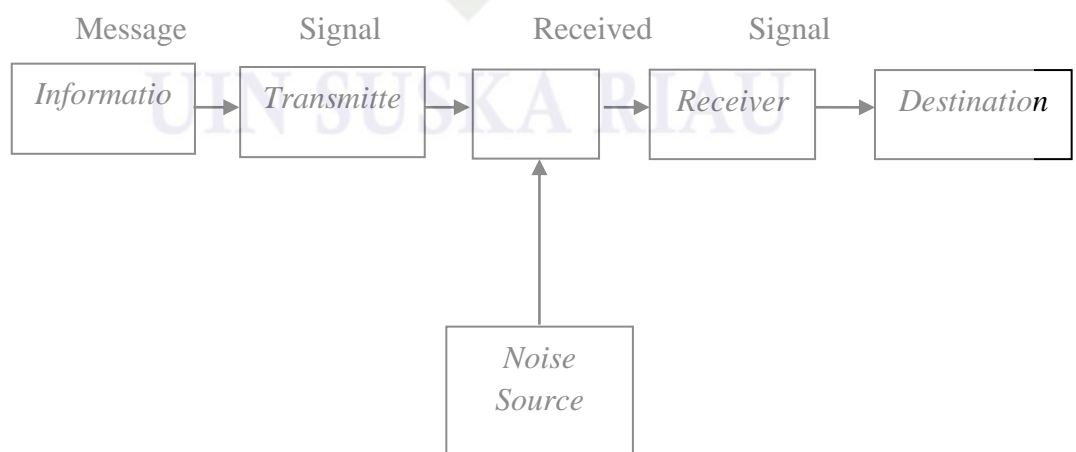 Message Signal Received Signal
Informatio Transmitte Receiver Destination
UIN SUSKA RIAU
Noise
Source